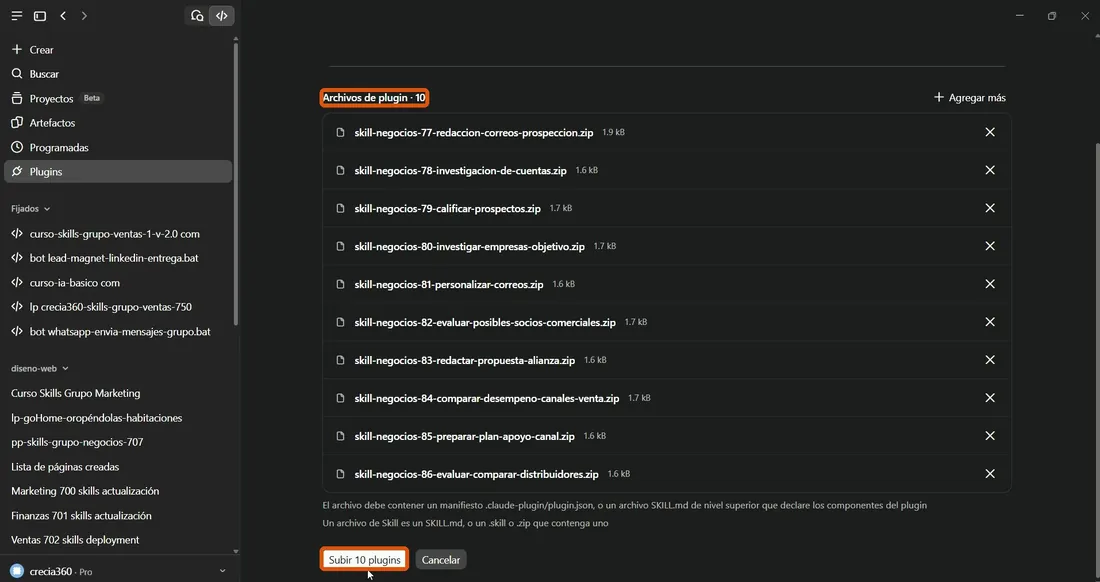 Crear
Buscar
Proyectos Beta
Artefactos
Programadas
Plugins
Fijados
curso-skills-grupo-ventas-1-v-2.0 com
bot lead-magnet-linkedin-entrega.bat
curso-ia-basico com
lp crecia360-skills-grupo-ventas-750
bot whatsapp-envia-mensajes-grupo.bat
diseno-web
Curso Skills Grupo Marketing
lp-goHome-oropéndolas-habitaciones
pp-skills-grupo-negocios-707
Lista de páginas creadas
Marketing 700 skills actualización
Finanzas 701 skills actualización
Ventas 702 skills deployment
crecia360 · Pro
Archivos de plugin · 10
Agregar más
skill-negocios-77-redaccion-correos-prospeccion.zip 1.9 kB
skill-negocios-78-investigacion-de-cuentas.zip 1.6 kB
skill-negocios-79-calificar-prospectos.zip 1.7 kB
skill-negocios-80-investigar-empresas-objetivo.zip 1.7 kB
skill-negocios-81-personalizar-correos.zip 1.6 kB
skill-negocios-82-evaluar-posibles-socios-comerciales.zip 1.7 kB
skill-negocios-83-redactar-propuesta-alianza.zip 1.6 kB
skill-negocios-84-comparar-desempeno-canales-venta.zip 1.7 kB
skill-negocios-85-preparar-plan-apoyo-canal.zip 1.6 kB
skill-negocios-86-evaluar-comparar-distribuidores.zip 1.6 kB
El archivo debe contener un manifiesto .claude-plugin/plugin.json, o un archivo SKILL.md de nivel superior que declare los componentes del plugin
Un archivo de Skill es un SKILL.md, o un .skill o .zip que contenga uno
Subir 10 plugins
Cancelar